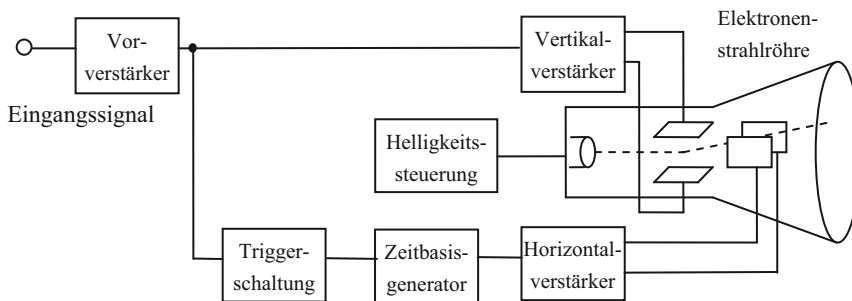 Vor-
verstärker
Eingangssignal
Vertikal-
verstärker
Elektronen-
strahlröhre
Helligkeits-
steuerung
Trigger-
schaltung
Zeitbasis-
generator
Horizontal-
verstärker